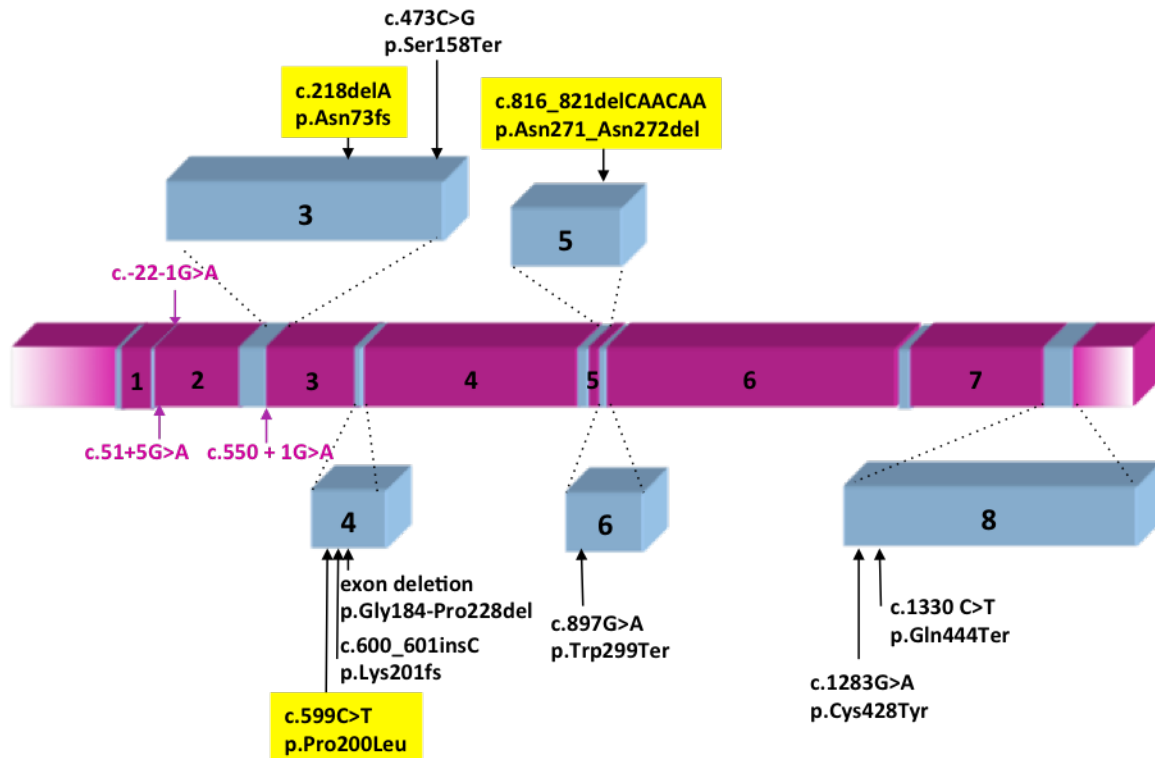 c.473C>G
p.Ser158Ter
c.218delA
p.Asn73fs
c.816_821delCAACAA
p.Asn271_Asn272del
3
5
c.-22-1G>A
1
2
3
4
5
6
7
c.51+5G>A
c.550 + 1G>A
4
6
8
exon deletion
p.Gly184-Pro228del
c.600_601insC
p.Lys201fs
c.599C>T
p.Pro200Leu
c.897G>A
p.Trp299Ter
c.1330 C>T
p.Gln444Ter
c.1283G>A
p.Cys428Tyr